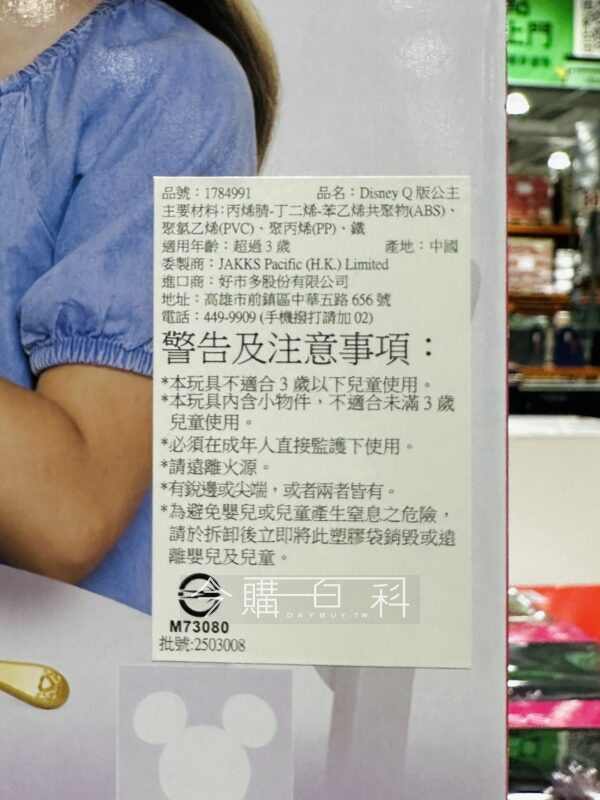 品號：1784991 品名：Disney Q 版公主
主要材料：丙烯腈-丁二烯-苯乙烯共聚物(ABS)、
聚氯乙烯(PVC)、聚丙烯(PP)、鐵
適用年齡：超過 3 歲 產地：中國
委製商：JAKKS Pacific (H.K.) Limited
進口商：好市多股份有限公司
地址：高雄市前鎮區中華五路 656 號
電話：449-9909 (手機撥打請加 02)
警告及注意事項：
*本玩具不適合 3 歲以下兒童使用。
*本玩具內含小物件，不適合未滿 3 歲
兒童使用。
*必須在成年人直接監護下使用。
*請遠離火源。
*有銳邊或尖端，或者兩者皆有。
*為避免嬰兒或兒童產生窒息之危險，
請於拆卸後立即將此塑膠袋銷毀或遠
離嬰兒及兒童。
今購百科
DAYBUY.TW
M73080
批號:2503008
上門